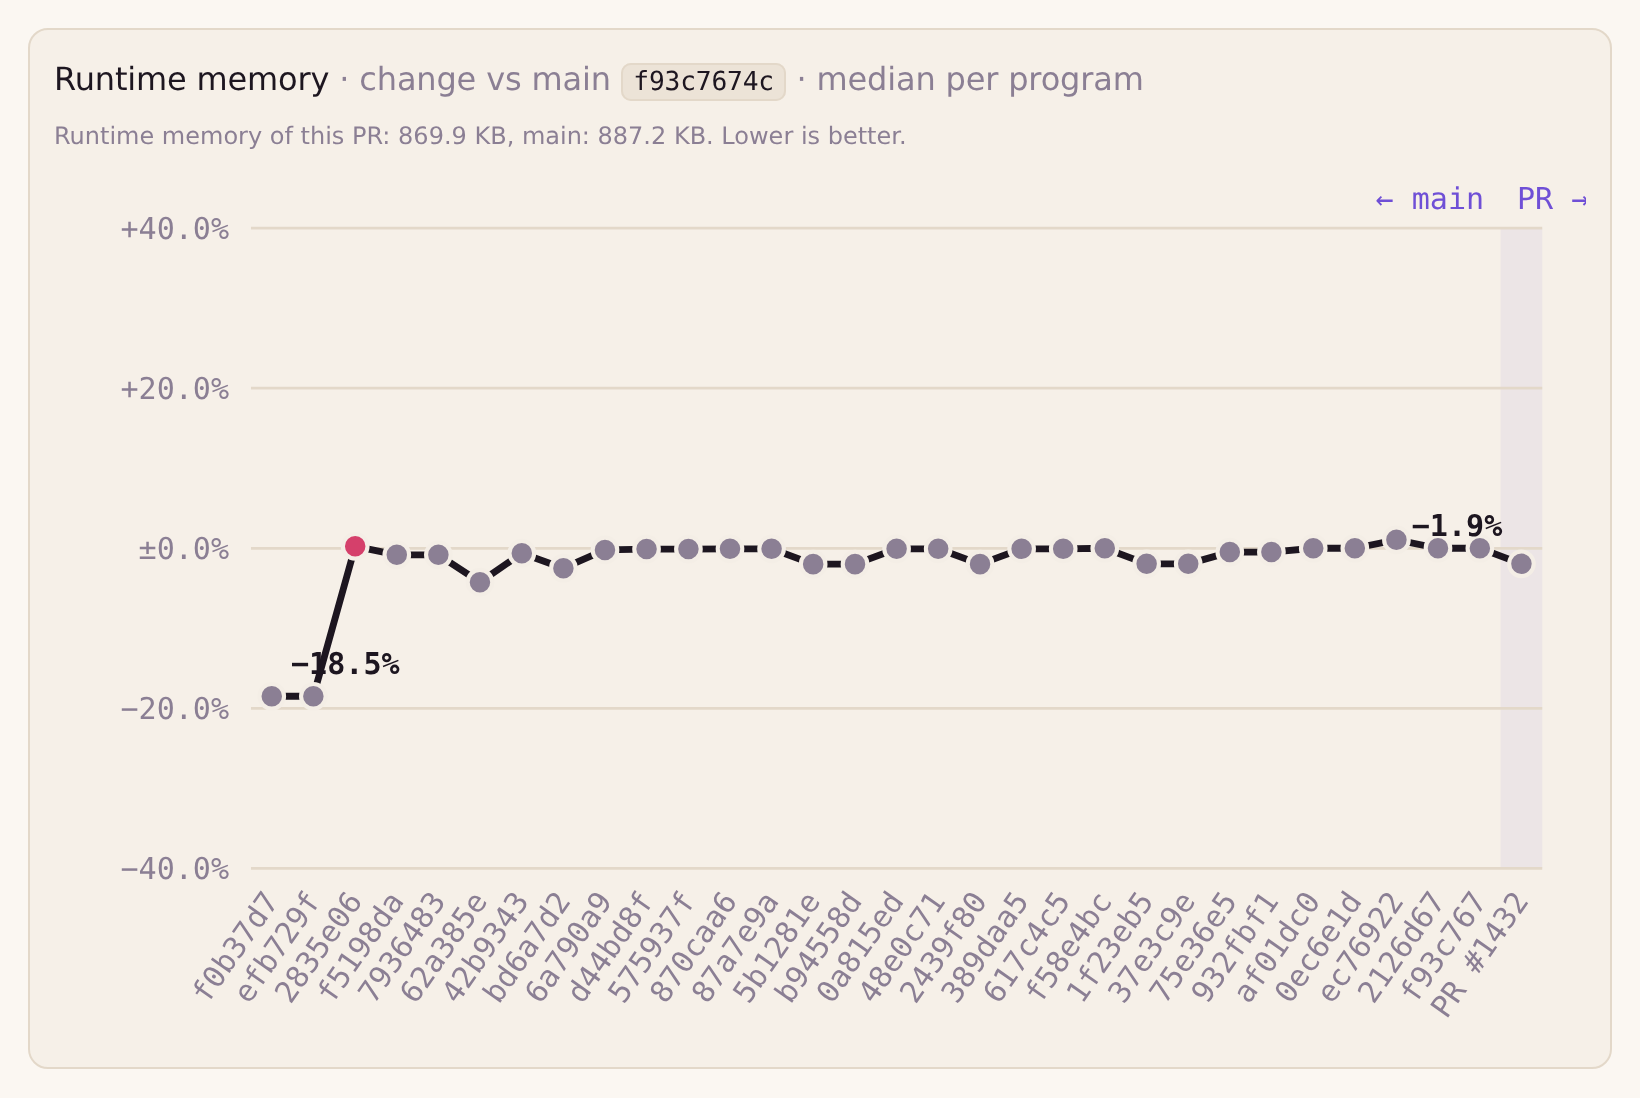 Runtime memory · change vs main f93c7674c · median per program
Runtime memory of this PR: 869.9 KB, main: 887.2 KB. Lower is better.
← main PR →
+40.0%
+20.0%
±0.0%
−20.0%
−40.0%
−1.9%
−18.5%
f0b37d7
efb729f
2835e06
f5198da
7936483
62a385e
42b9343
bd6a7d2
6a790a9
d44bd8f
575937f
870caa6
87a7e9a
5b1281e
b94558d
0a815ed
48e0c71
2439f80
389daa5
617c4c5
f58e4bc
1f23eb5
37e3c9e
75e36e5
932fbf1
af01dc0
0ec6e1d
ec76922
2126d67
f93c767
PR #1432